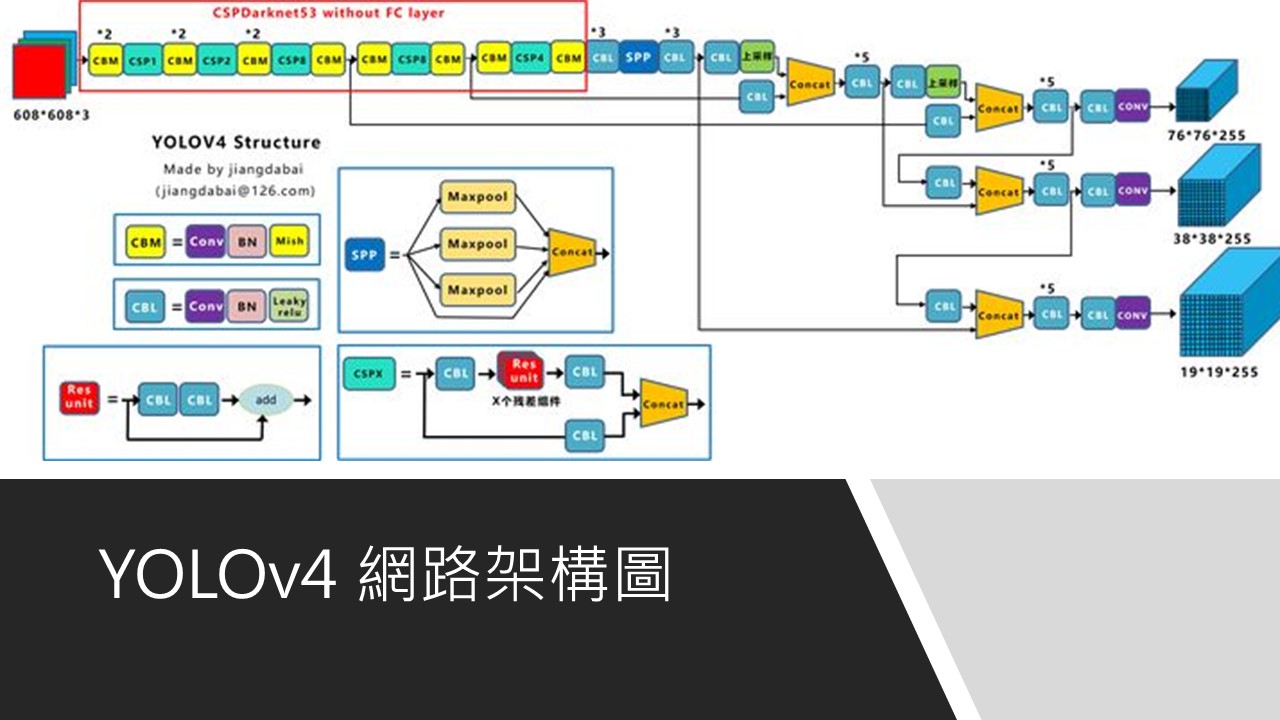 CSPDarknet53 without FC layer
*2 *2 *2 *3 *3
CBM CSP1 CBM CSP2 CBM CSP8 CBM CBM CSP8 CBM CBM CSP4 CBM CBL SPP CBL CBL 上采样
CBL
Concat
*5
CBL CBL 上采样
CBL
Concat
*5
CBL CBL CONV
608*608*3
76*76*255
YOLOV4 Structure
Made by jiangdabai
(jiangdabai@126.com)
CBL
Concat
*5
CBL CBL CONV
38*38*255
CBM = Conv BN Mish
SPP =
Maxpool
Maxpool
Maxpool
Concat
CBL = Conv BN Leaky
relu
CBL
Concat
*5
CBL CBL CONV
19*19*255
Res
unit
= CBL CBL add
CSPX = CBL
Res
unit
CBL
X个残差组件
CBL
Concat
YOLOv4 網路架構圖